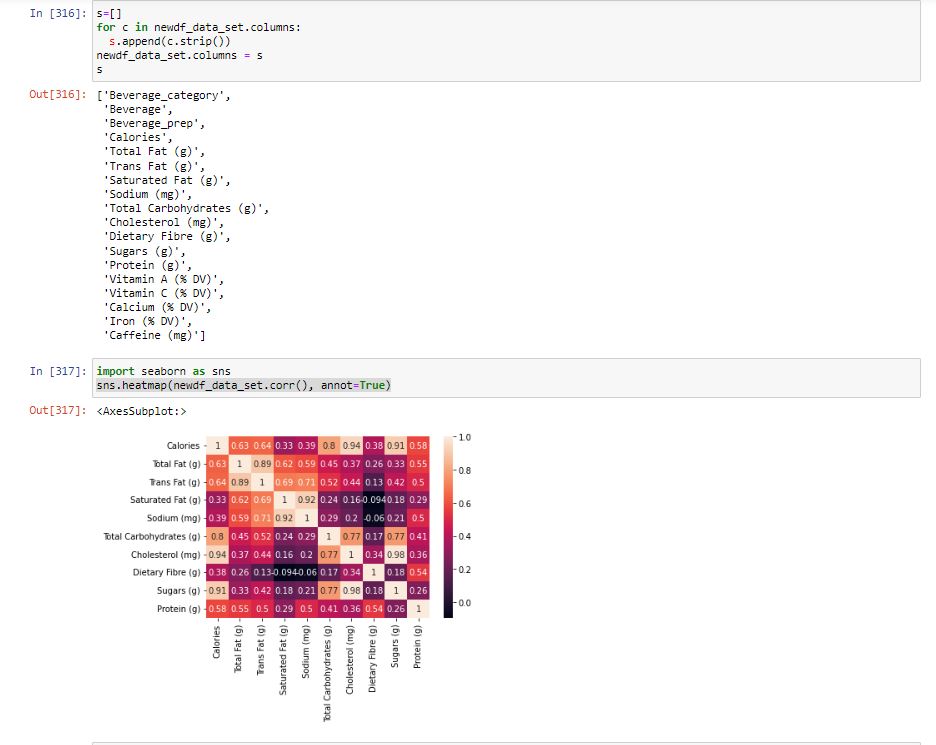 In [316]: s=[]
for c in newdf_data_set.columns:
s.append(c.strip())
newdf_data_set.columns = s
s
Out[316]: ['Beverage_category',
'Beverage',
'Beverage_prep',
'Calories',
'Total Fat (g)',
'Trans Fat (g)',
'Saturated Fat (g)',
'Sodium (mg)',
'Total Carbohydrates (g)',
'Cholesterol (mg)',
'Dietary Fibre (g)',
'Sugars (g)',
'Protein (g)',
'Vitamin A (% DV)',
'Vitamin C (% DV)',
'Calcium (% DV)',
'Iron (% DV)',
'Caffeine (mg)']
In [317]: import seaborn as sns
sns.heatmap(newdf_data_set.corr(), annot=True)
Out[317]: <AxesSubplot:>
Calories 1 0.63 0.64 0.33 0.39 0.8 0.94 0.38 0.91 0.58
Total Fat (g) 0.63 1 0.89 0.62 0.59 0.45 0.37 0.26 0.33 0.55
Trans Fat (g) 0.64 0.89 1 0.69 0.71 0.52 0.44 0.13 0.42 0.5
Saturated Fat (g) 0.33 0.62 0.69 1 0.92 0.24 0.16 -0.094 0.18 0.29
Sodium (mg) 0.39 0.59 0.71 0.92 1 0.29 0.2 -0.06 0.21 0.5
Total Carbohydrates (g) 0.8 0.45 0.52 0.24 0.29 1 0.77 0.17 0.77 0.41
Cholesterol (mg) 0.94 0.37 0.44 0.16 0.2 0.77 1 0.34 0.98 0.36
Dietary Fibre (g) 0.38 0.26 0.13 -0.094 -0.06 0.17 0.34 1 0.18 0.54
Sugars (g) 0.91 0.33 0.42 0.18 0.21 0.77 0.98 0.18 1 0.26
Protein (g) 0.58 0.55 0.5 0.29 0.5 0.41 0.36 0.54 0.26 1
Calories
Total Fat (g)
Trans Fat (g)
Saturated Fat (g)
Sodium (mg)
Total Carbohydrates (g)
Cholesterol (mg)
Dietary Fibre (g)
Sugars (g)
Protein (g)
1.0
0.8
0.6
0.4
0.2
0.0